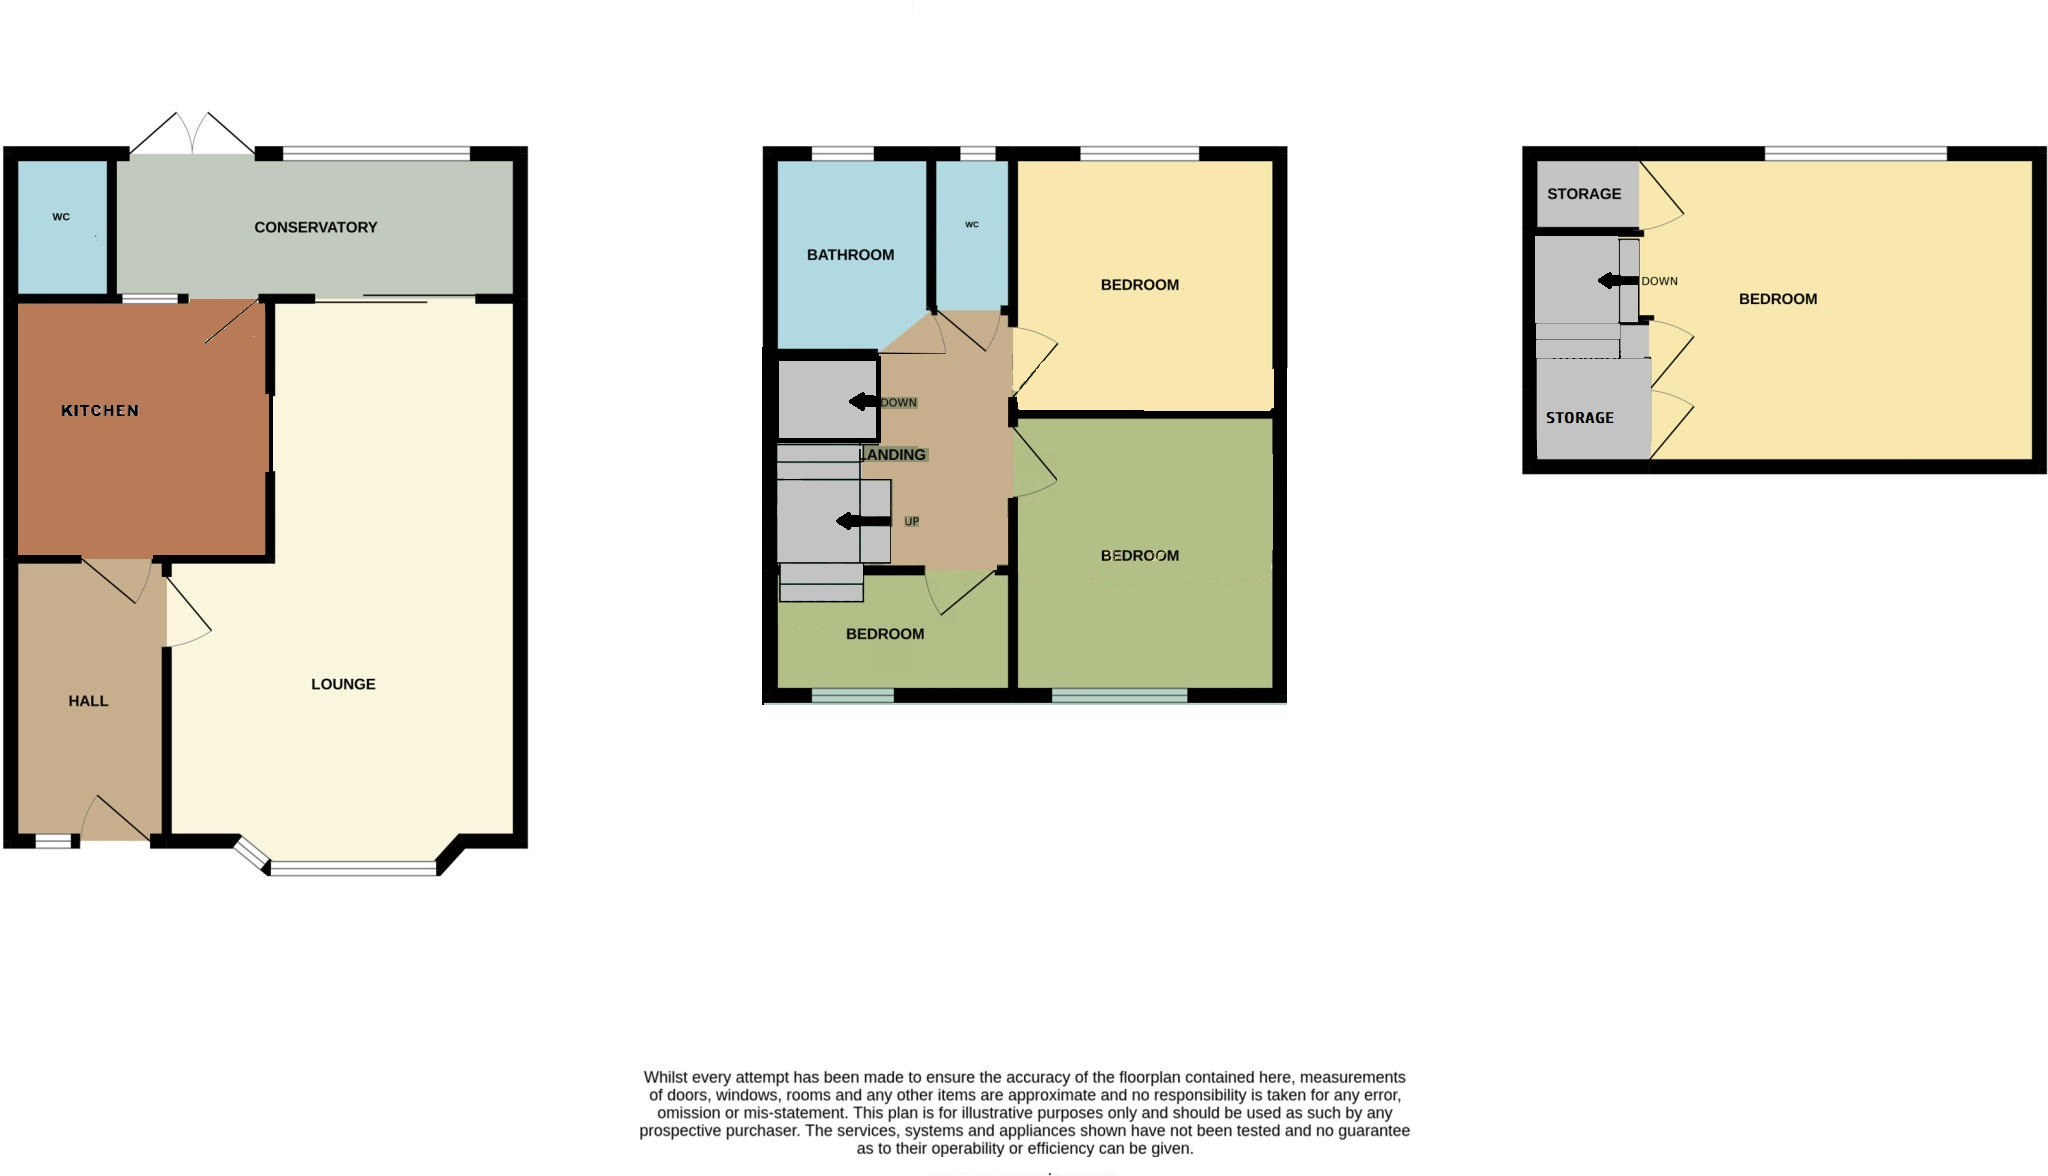 WC
CONSERVATORY
KITCHEN
HALL
LOUNGE
BATHROOM
WC
BEDROOM
DOWN
LANDING
UP
BEDROOM
BEDROOM
STORAGE
DOWN
BEDROOM
STORAGE
Whilst every attempt has been made to ensure the accuracy of the floorplan contained here, measurements
of doors, windows, rooms and any other items are approximate and no responsibility is taken for any error,
omission or mis-statement. This plan is for illustrative purposes only and should be used as such by any
prospective purchaser. The services, systems and appliances shown have not been tested and no guarantee
as to their operability or efficiency can be given.